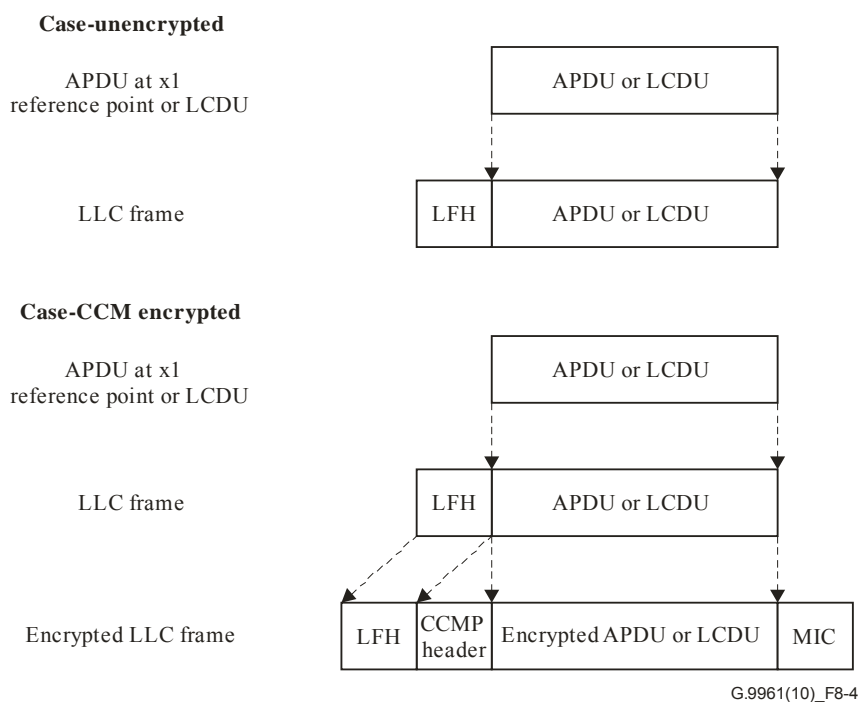 Case-unencrypted
APDU at x1
reference point or LCDU
APDU or LCDU
LLC frame
LFH
APDU or LCDU
Case-CCM encrypted
APDU at x1
reference point or LCDU
APDU or LCDU
LLC frame
LFH
APDU or LCDU
Encrypted LLC frame
LFH
CCMP
header
Encrypted APDU or LCDU
MIC
G.9961(10)_F8-4